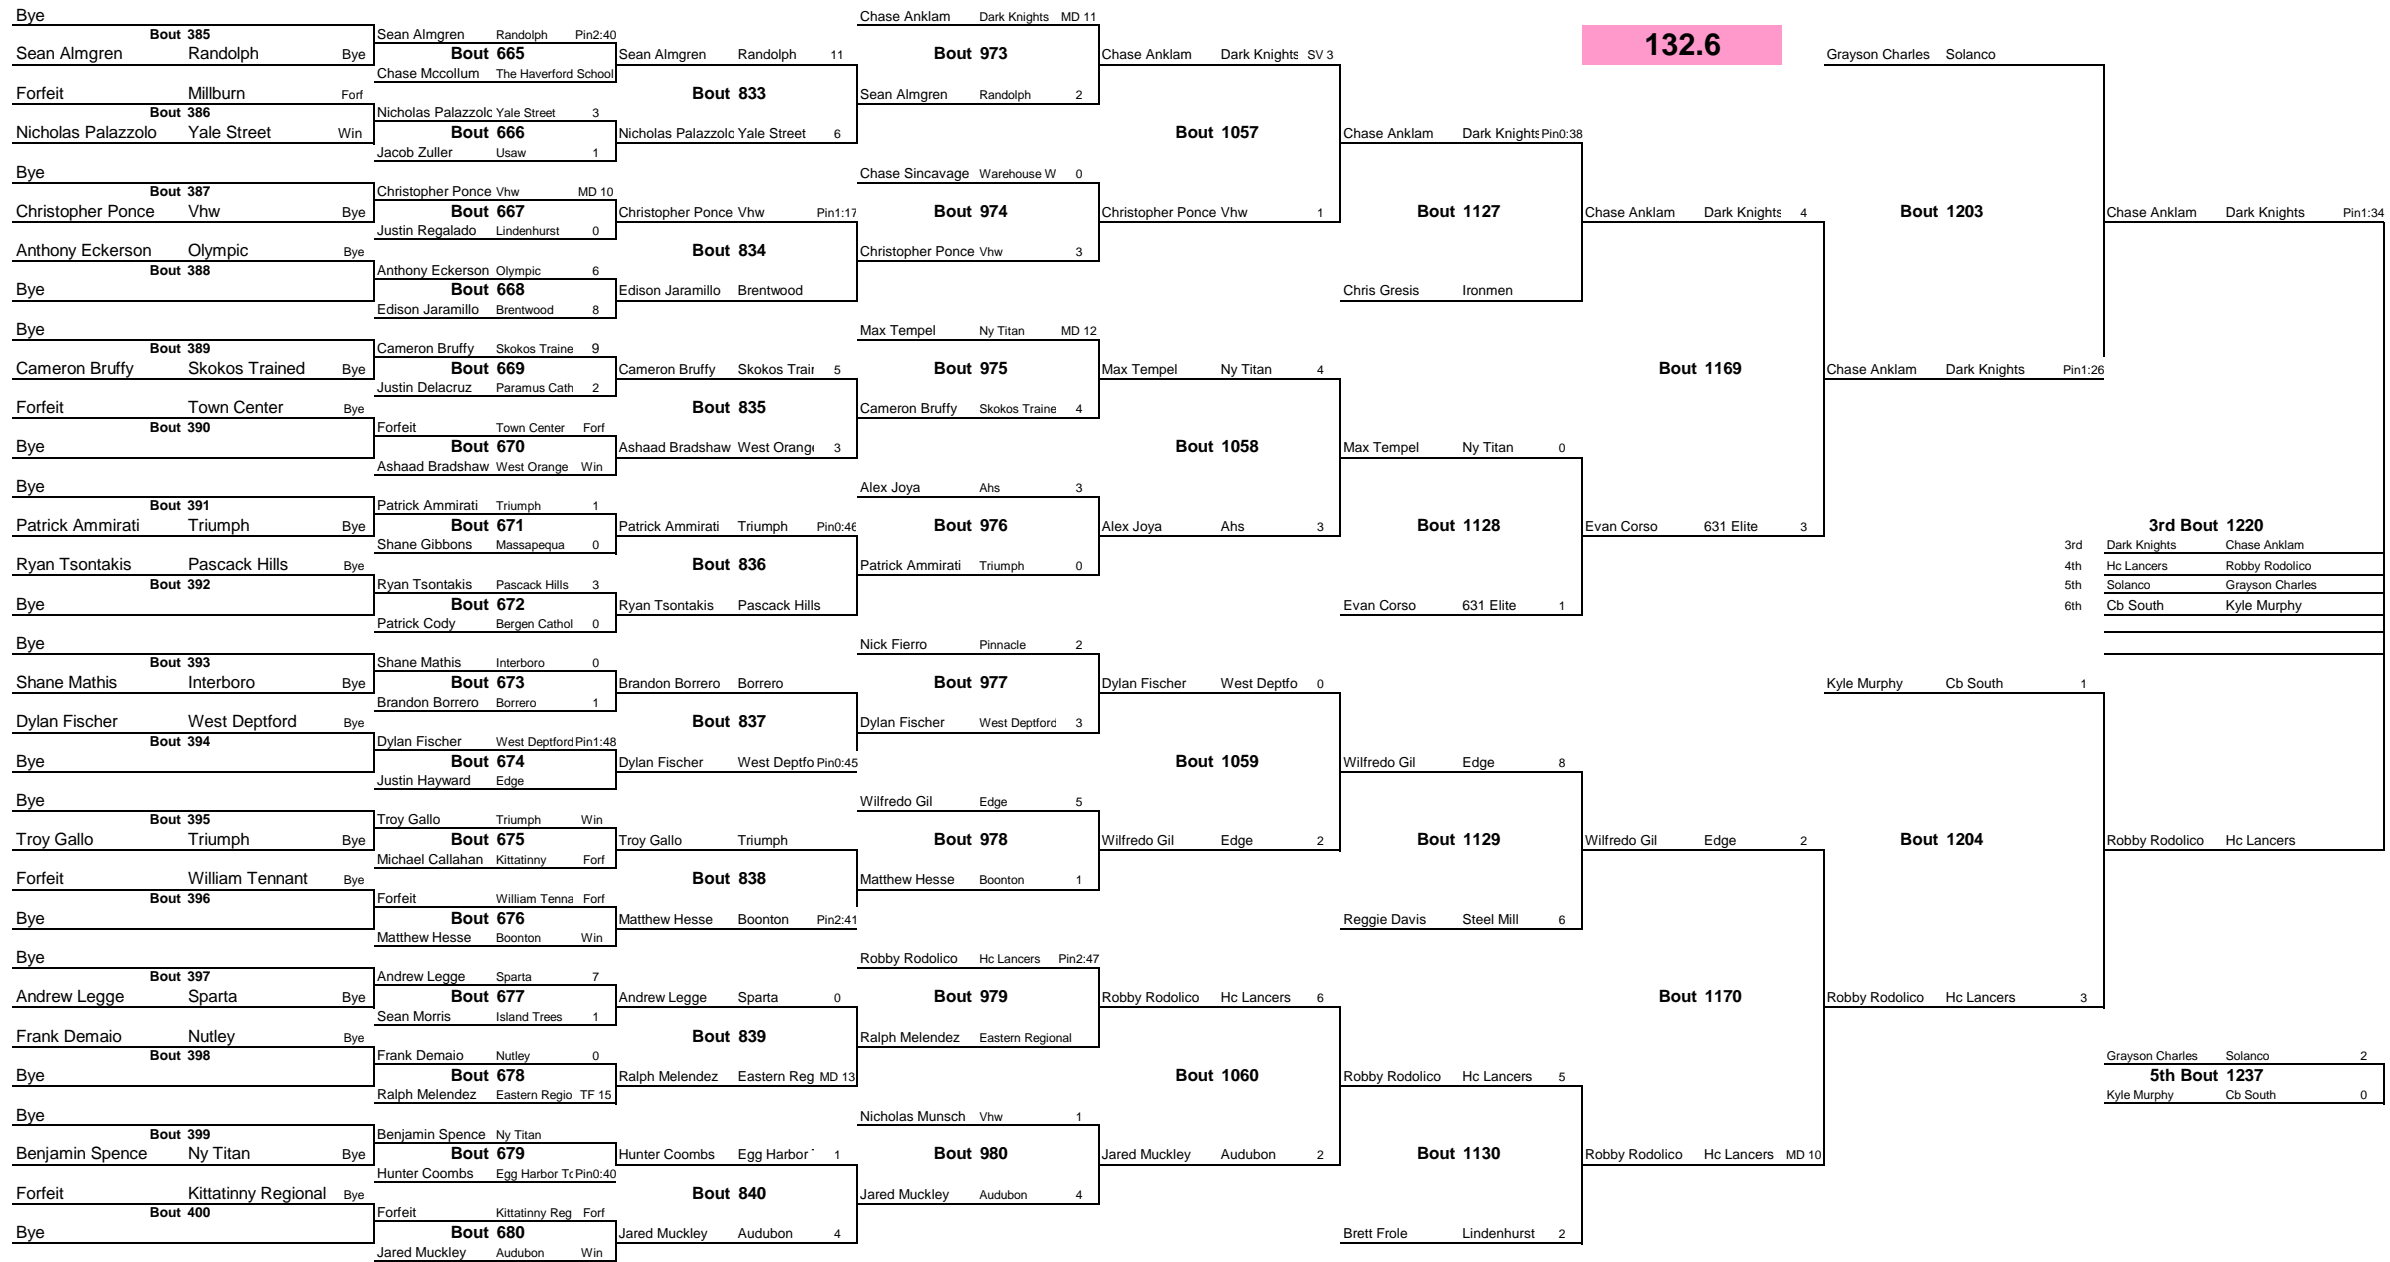 132.6
Bye
Bout 385
Sean Almgren Randolph Bye
Forfeit Millburn Forf
Bout 386
Nicholas Palazzolo Yale Street Win
Bye
Bout 387
Christopher Ponce Vhw Bye
Anthony Eckerson Olympic Bye
Bout 388
Bye
Bye
Bout 389
Cameron Bruffy Skokos Trained Bye
Forfeit Town Center Bye
Bout 390
Bye
Bye
Bout 391
Patrick Ammirati Triumph Bye
Ryan Tsontakis Pascack Hills Bye
Bout 392
Bye
Bye
Bout 393
Shane Mathis Interboro Bye
Dylan Fischer West Deptford Bye
Bout 394
Bye
Bye
Bout 395
Troy Gallo Triumph Bye
Forfeit William Tennant Bye
Bout 396
Bye
Bye
Bout 397
Andrew Legge Sparta Bye
Frank Demaio Nutley Bye
Bout 398
Bye
Bye
Bout 399
Benjamin Spence Ny Titan Bye
Forfeit Kittatinny Regional Bye
Bout 400
Bye
Sean Almgren Randolph Pin2:40
Bout 665
Chase Mccollum The Haverford School
Nicholas Palazzolc Yale Street 3
Bout 666
Jacob Zuller Usaw 1
Christopher Ponce Vhw MD 10
Bout 667
Justin Regalado Lindenhurst 0
Anthony Eckerson Olympic 6
Bout 668
Edison Jaramillo Brentwood 8
Cameron Bruffy Skokos Traine 9
Bout 669
Justin Delacruz Paramus Cath 2
Forfeit Town Center Forf
Bout 670
Ashaad Bradshaw West Orange Win
Patrick Ammirati Triumph 1
Bout 671
Shane Gibbons Massapequa 0
Ryan Tsontakis Pascack Hills 3
Bout 672
Patrick Cody Bergen Cathol 0
Shane Mathis Interboro 0
Bout 673
Brandon Borrero Borrero 1
Dylan Fischer West Deptford Pin1:48
Bout 674
Justin Hayward Edge
Troy Gallo Triumph Win
Bout 675
Michael Callahan Kittatinny Forf
Forfeit William Tenna Forf
Bout 676
Matthew Hesse Boonton Win
Andrew Legge Sparta 7
Bout 677
Sean Morris Island Trees 1
Frank Demaio Nutley 0
Bout 678
Ralph Melendez Eastern Regio TF 15
Benjamin Spence Ny Titan
Bout 679
Hunter Coombs Egg Harbor Tc Pin0:40
Forfeit Kittatinny Reg Forf
Bout 680
Jared Muckley Audubon Win
Sean Almgren Randolph 11
Bout 833
Nicholas Palazzolc Yale Street 6
Christopher Ponce Vhw Pin1:17
Bout 834
Edison Jaramillo Brentwood
Cameron Bruffy Skokos Trair 5
Bout 835
Ashaad Bradshaw West Orange 3
Patrick Ammirati Triumph Pin0:46
Bout 836
Ryan Tsontakis Pascack Hills
Brandon Borrero Borrero
Bout 837
Dylan Fischer West Deptfo Pin0:45
Troy Gallo Triumph
Bout 838
Matthew Hesse Boonton Pin2:41
Andrew Legge Sparta 0
Bout 839
Ralph Melendez Eastern Reg MD 13
Hunter Coombs Egg Harbor 1
Bout 840
Jared Muckley Audubon 4
Chase Anklam Dark Knights MD 11
Bout 973
Sean Almgren Randolph 2
Chase Sincavage Warehouse W 0
Bout 974
Christopher Ponce Vhw 3
Max Tempel Ny Titan MD 12
Bout 975
Cameron Bruffy Skokos Traine 4
Alex Joya Ahs 3
Bout 976
Patrick Ammirati Triumph 0
Nick Fierro Pinnacle 2
Bout 977
Dylan Fischer West Deptford 3
Wilfredo Gil Edge 5
Bout 978
Matthew Hesse Boonton 1
Robby Rodolico Hc Lancers Pin2:47
Bout 979
Ralph Melendez Eastern Regional
Nicholas Munsch Vhw 1
Bout 980
Jared Muckley Audubon 4
Chase Anklam Dark Knights SV 3
Bout 1057
Christopher Ponce Vhw 1
Max Tempel Ny Titan 4
Bout 1058
Alex Joya Ahs 3
Dylan Fischer West Deptfo 0
Bout 1059
Wilfredo Gil Edge 2
Robby Rodolico Hc Lancers 6
Bout 1060
Jared Muckley Audubon 2
Chase Anklam Dark Knights Pin0:38
Bout 1127
Chris Gresis Ironmen
Max Tempel Ny Titan 0
Bout 1128
Evan Corso 631 Elite 1
Wilfredo Gil Edge 8
Bout 1129
Reggie Davis Steel Mill 6
Robby Rodolico Hc Lancers 5
Bout 1130
Brett Frole Lindenhurst 2
Chase Anklam Dark Knights 4
Bout 1169
Evan Corso 631 Elite 3
Wilfredo Gil Edge 2
Bout 1170
Robby Rodolico Hc Lancers MD 10
Grayson Charles Solanco
Bout 1203
Chase Anklam Dark Knights Pin1:26
Kyle Murphy Cb South 1
Bout 1204
Robby Rodolico Hc Lancers 3
Chase Anklam Dark Knights Pin1:34
3rd Bout 1220
3rd Dark Knights Chase Anklam
4th Hc Lancers Robby Rodolico
5th Solanco Grayson Charles
6th Cb South Kyle Murphy
Robby Rodolico Hc Lancers
Grayson Charles Solanco 2
5th Bout 1237
Kyle Murphy Cb South 0